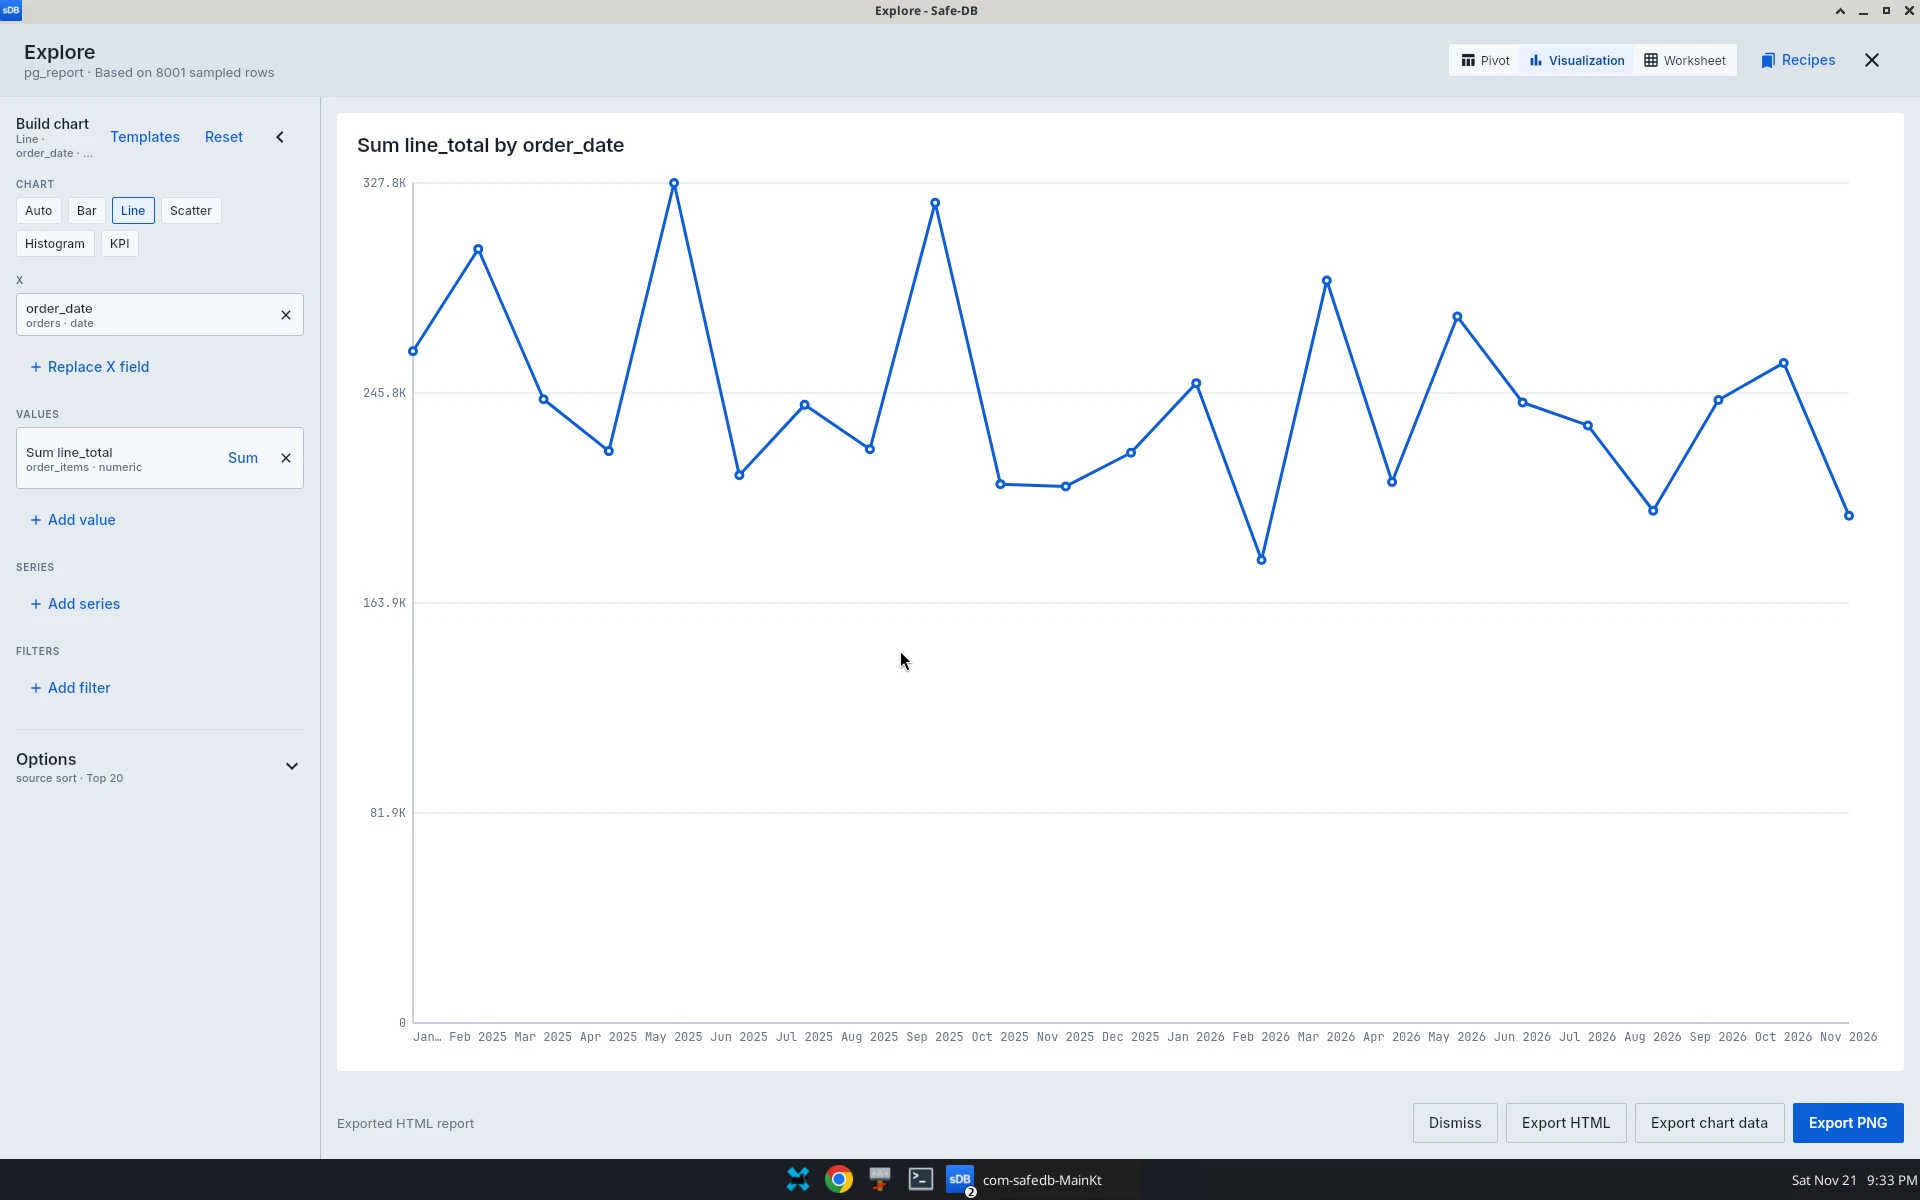 sDB
Explore - Safe-DB
Explore
pg_report · Based on 8001 sampled rows
Pivot
Visualization
Worksheet
Recipes
Build chart
Line ·
order_date · ...
Templates
Reset
CHART
Auto
Bar
Line
Scatter
Histogram
KPI
X
order_date
orders · date
+ Replace X field
VALUES
Sum line_total
order_items · numeric
Sum
+ Add value
SERIES
+ Add series
FILTERS
+ Add filter
Options
source sort · Top 20
Sum line_total by order_date
327.8K
245.8K
163.9K
81.9K
0
Jan… Feb 2025 Mar 2025 Apr 2025 May 2025 Jun 2025 Jul 2025 Aug 2025 Sep 2025 Oct 2025 Nov 2025 Dec 2025 Jan 2026 Feb 2026 Mar 2026 Apr 2026 May 2026 Jun 2026 Jul 2026 Aug 2026 Sep 2026 Oct 2026 Nov 2026
Exported HTML report
Dismiss
Export HTML
Export chart data
Export PNG
sDB
2
com-safedb-MainKt
Sat Nov 21 9:33 PM